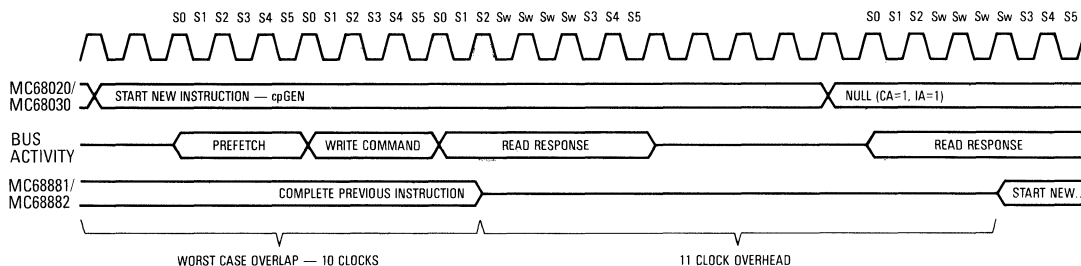 S0 S1 S2 S3 S4 S5 S0 S1 S2 S3 S4 S5 S0 S1 S2 Sw Sw Sw S3 S4 S5 S0 S1 S2 Sw Sw Sw Sw S3 S4 S5
MC68020/
MC68030
START NEW INSTRUCTION — cpGEN
NULL (CA=1, IA=1)
BUS
ACTIVITY
PREFETCH
WRITE COMMAND
READ RESPONSE
READ RESPONSE
MC68881/
MC68882
COMPLETE PREVIOUS INSTRUCTION
START NEW...
WORST CASE OVERLAP — 10 CLOCKS
11 CLOCK OVERHEAD